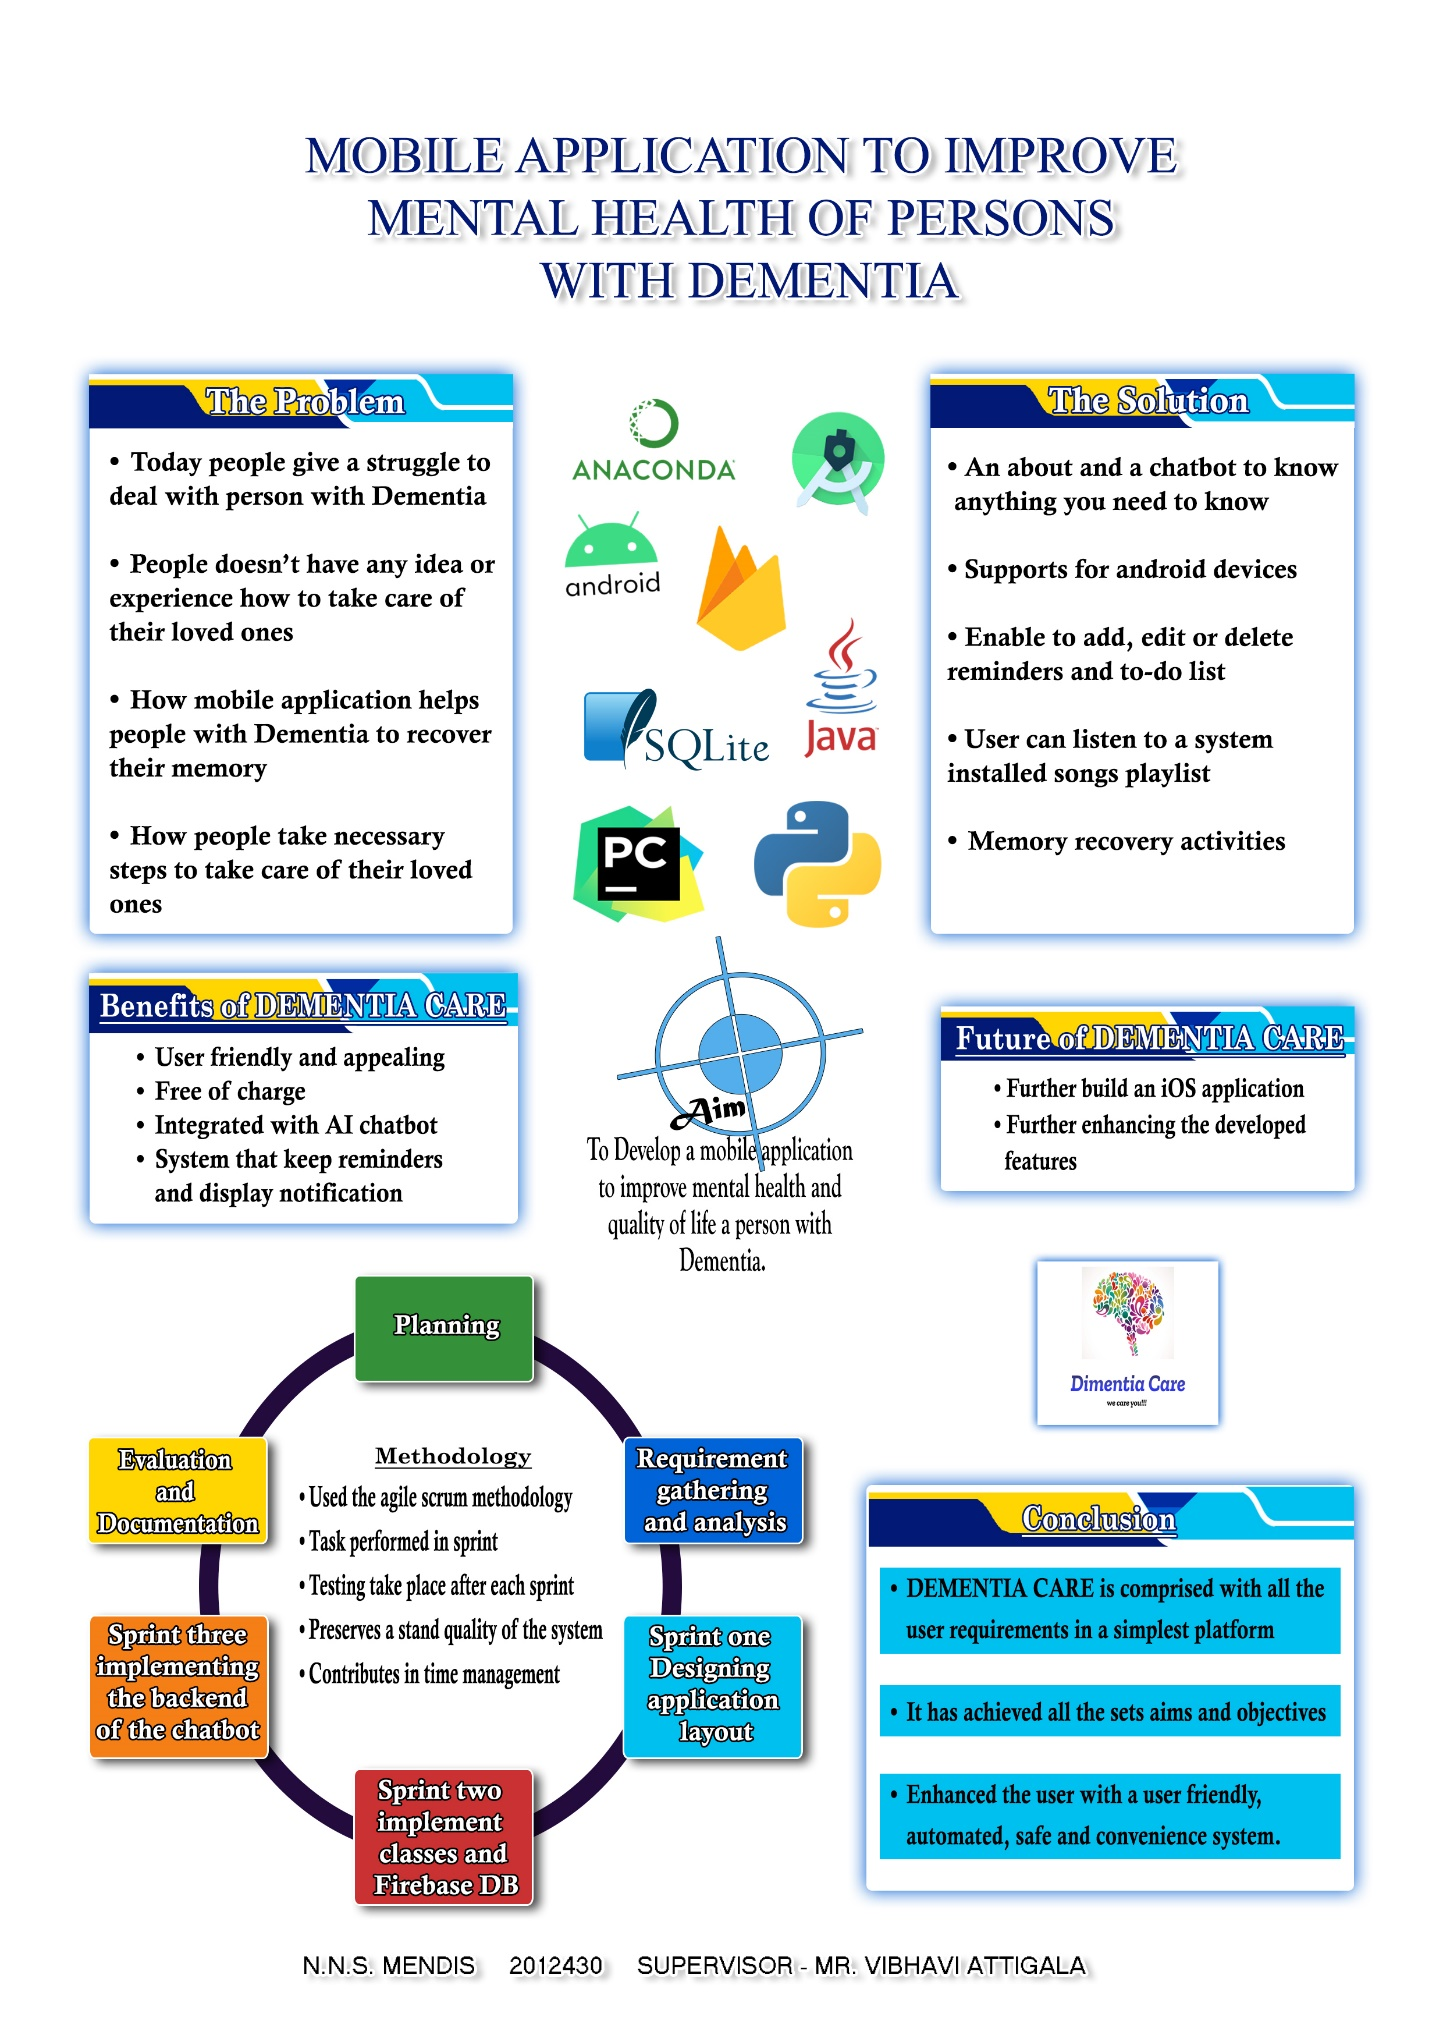 MOBILE APPLICATION TO IMPROVE
MENTAL HEALTH OF PERSONS
WITH DEMENTIA
The Problem
• Today people give a struggle to
deal with person with Dementia
• People doesn't have any idea or
experience how to take care of
their loved ones
• How mobile application helps
people with Dementia to recover
their memory
• How people take necessary
steps to take care of their loved
ones
ANACONDA
android
SQLite
Java
PC
The Solution
• An about and a chatbot to know
anything you need to know
• Supports for android devices
• Enable to add, edit or delete
reminders and to-do list
• User can listen to a system
installed songs playlist
• Memory recovery activities
Benefits of DEMENTIA CARE
• User friendly and appealing
• Free of charge
• Integrated with AI chatbot
• System that keep reminders
and display notification
Aim
To Develop a mobile application
to improve mental health and
quality of life a person with
Dementia.
Future of DEMENTIA CARE
• Further build an iOS application
• Further enhancing the developed
features
Dimentia Care
we care you!!!
Planning
Requirement
gathering
and analysis
Sprint one
Designing
application
layout
Sprint two
implement
classes and
Firebase DB
Sprint three
implementing
the backend
of the chatbot
Evaluation
and
Documentation
Methodology
• Used the agile scrum methodology
• Task performed in sprint
• Testing take place after each sprint
• Preserves a stand quality of the system
• Contributes in time management
Conclusion
• DEMENTIA CARE is comprised with all the
user requirements in a simplest platform
• It has achieved all the sets aims and objectives
• Enhanced the user with a user friendly,
automated, safe and convenience system.
N.N.S. MENDIS 2012430 SUPERVISOR - MR. VIBHAVI ATTIGALA